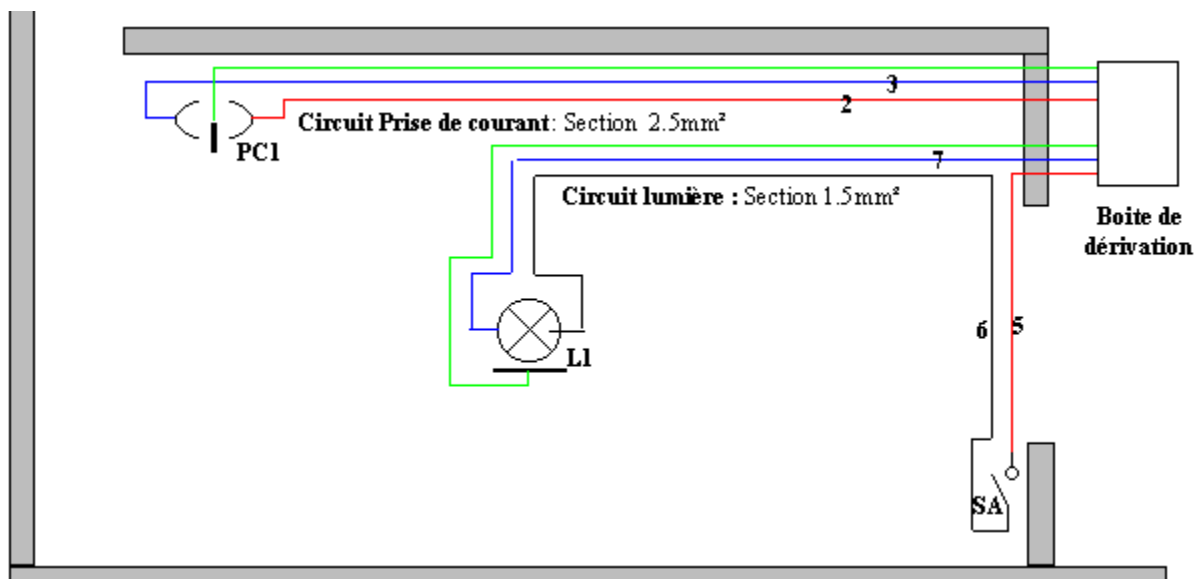 3
2
Circuit Prise de courant: Section 2.5mm²
PC1
7
Circuit lumière : Section 1.5mm²
Boite de
dérivation
6
5
L1
SA